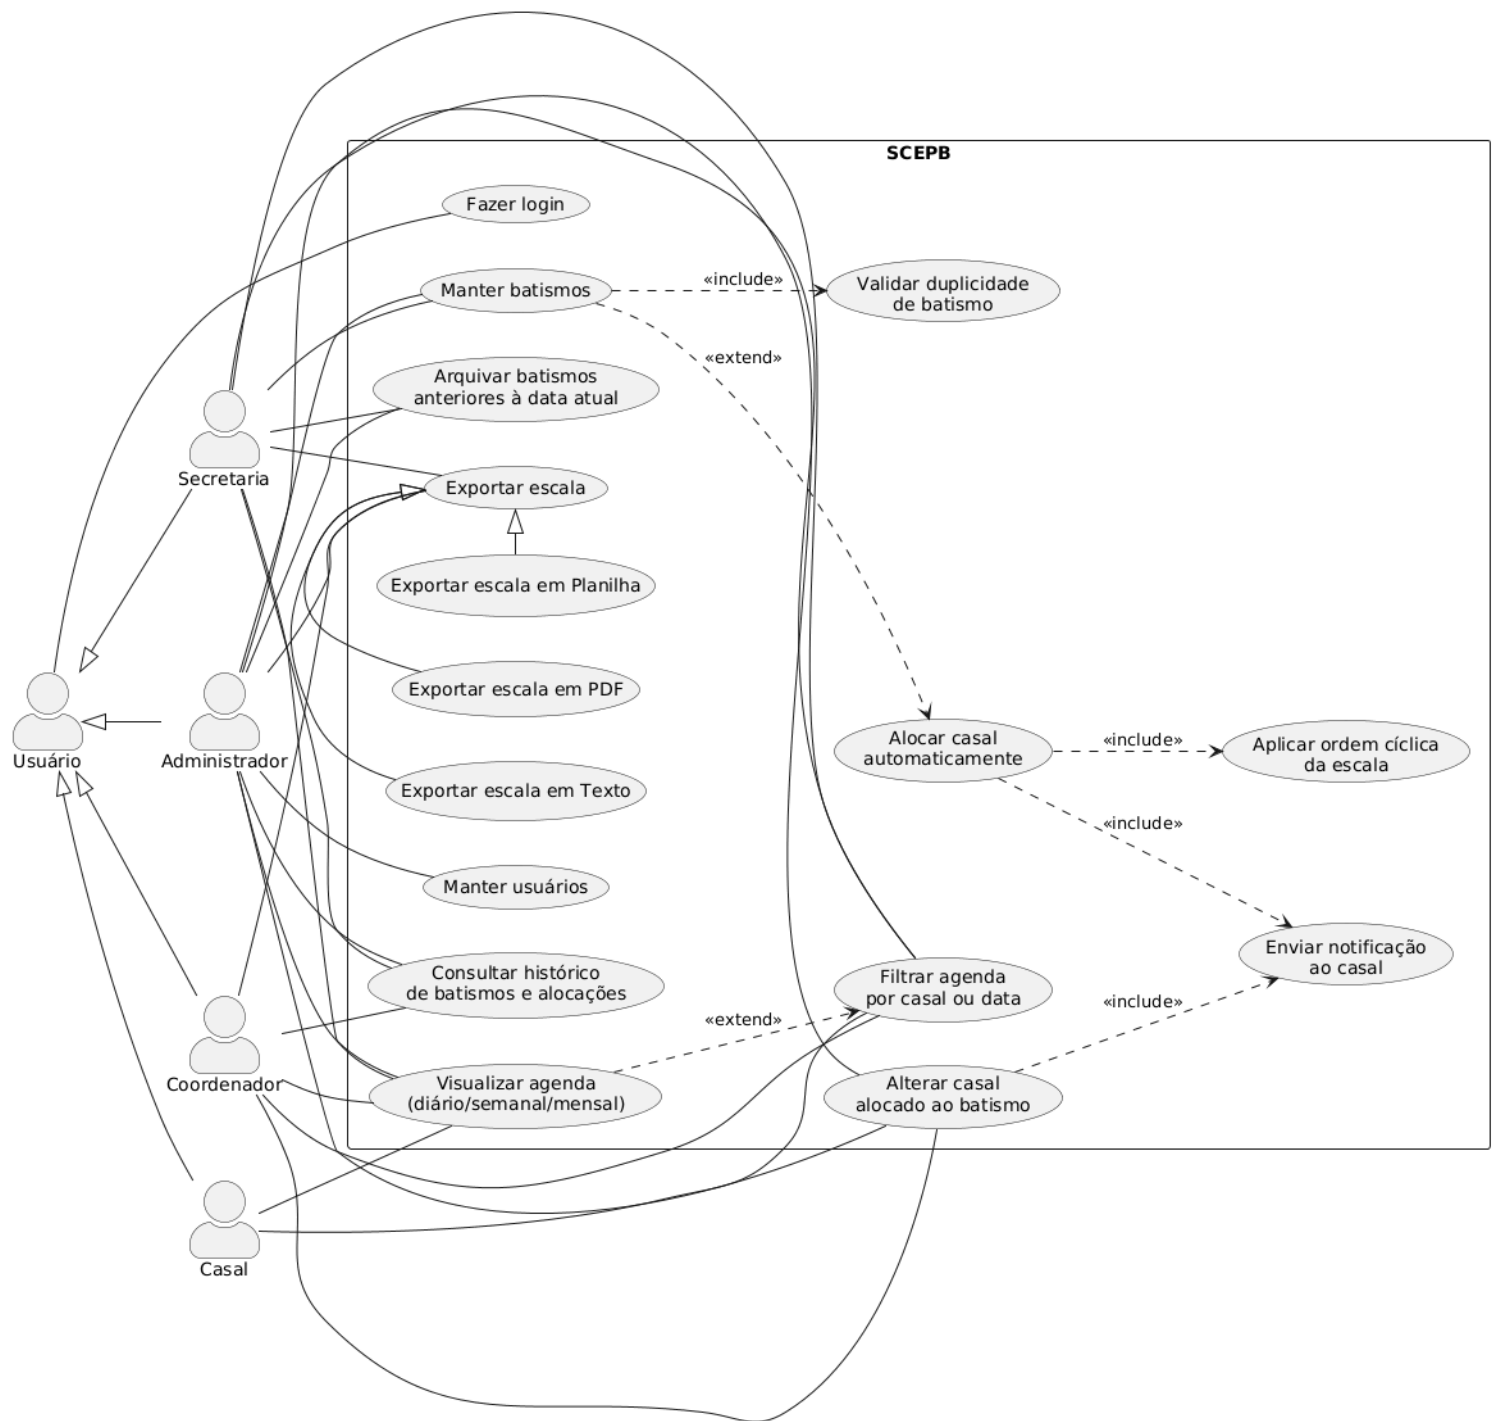 SCEPB
Fazer login
Manter batismos
«include»
Validar duplicidade
de batismo
«extend»
Arquivar batismos
anteriores à data atual
Secretaria
Exportar escala
Exportar escala em Planilha
Exportar escala em PDF
Usuário
Administrador
Alocar casal
automaticamente
«include»
Aplicar ordem cíclica
da escala
Exportar escala em Texto
«include»
Manter usuários
Consultar histórico
de batismos e alocações
Filtrar agenda
por casal ou data
Enviar notificação
ao casal
«extend»
«include»
Coordenador
Visualizar agenda
(diário/semanal/mensal)
Alterar casal
alocado ao batismo
Casal